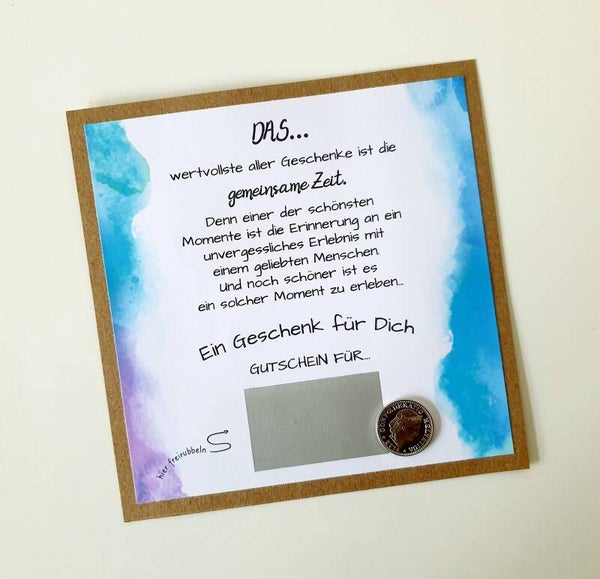 DAS...
wertvollste aller Geschenke ist die
gemeinsame Zeit.
Denn einer der schönsten
Momente ist die Erinnerung an ein
unvergessliches Erlebnis mit
einem geliebten Menschen.
Und noch schöner ist es
ein solcher Moment zu erleben...
Ein Geschenk für Dich
GUTSCHEIN FÜR...
hier freirubbeln
CONFOEDERATIO HELVETICA